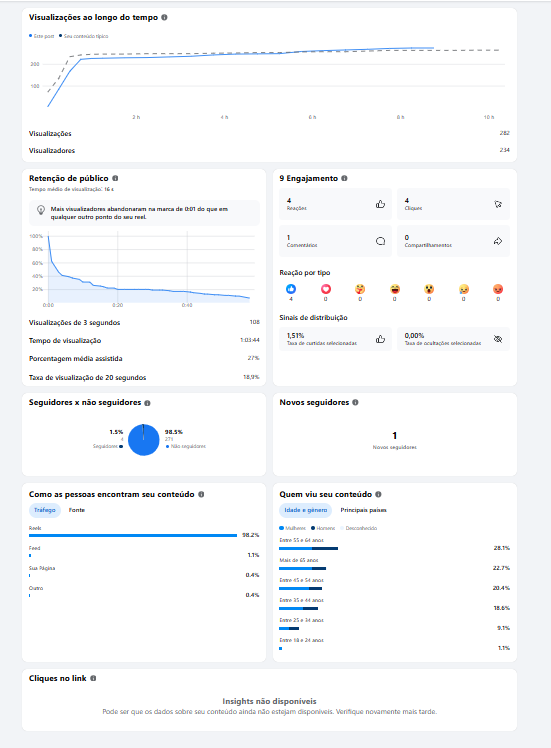 Visualizações ao longo do tempo
Este post Seu conteúdo típico
200
100
2 h 4 h 6 h 8 h 10 h
Visualizações 282
Visualizadores 234
Retenção de público
Tempo médio de visualização: 16 s
Mais visualizadores abandonaram na marca de 0:01 do que em
qualquer outro ponto do seu reel.
100%
80%
60%
40%
20%
0:00 0:20 0:40
Visualizações de 3 segundos 108
Tempo de visualização 1:03:44
Porcentagem média assistida 27%
Taxa de visualização de 20 segundos 18,9%
9 Engajamento
4
Reações
4
Cliques
1
Comentários
0
Compartilhamentos
Reação por tipo
4 0 0 0 0 0 0
Sinais de distribuição
1,51%
Taxa de curtidas selecionadas
0,00%
Taxa de ocultações selecionadas
Seguidores x não seguidores
1.5%
4
Seguidores
98.5%
271
Não seguidores
Novos seguidores
1
Novos seguidores
Como as pessoas encontram seu conteúdo
Tráfego Fonte
Reels
98.2%
Feed
1.1%
Sua Página
0.4%
Outro
0.4%
Quem viu seu conteúdo
Idade e gênero Principais países
Mulheres Homens Desconhecido
Entre 55 e 64 anos
28.1%
Mais de 65 anos
22.7%
Entre 45 e 54 anos
20.4%
Entre 35 e 44 anos
18.6%
Entre 25 e 34 anos
9.1%
Entre 18 e 24 anos
1.1%
Cliques no link
Insights não disponíveis
Pode ser que os dados sobre seu conteúdo ainda não estejam disponíveis. Verifique novamente mais tarde.